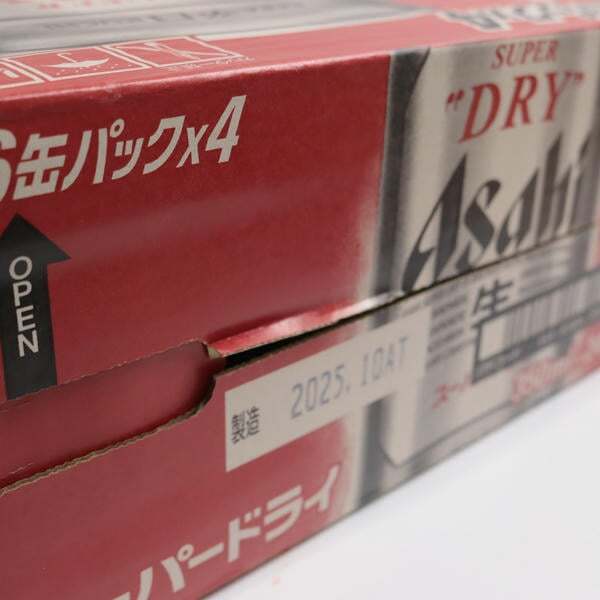 6缶パックx4
SUPER
"DRY"
Asahi
生
OPEN
製造
2025.10AT
ーパードライ